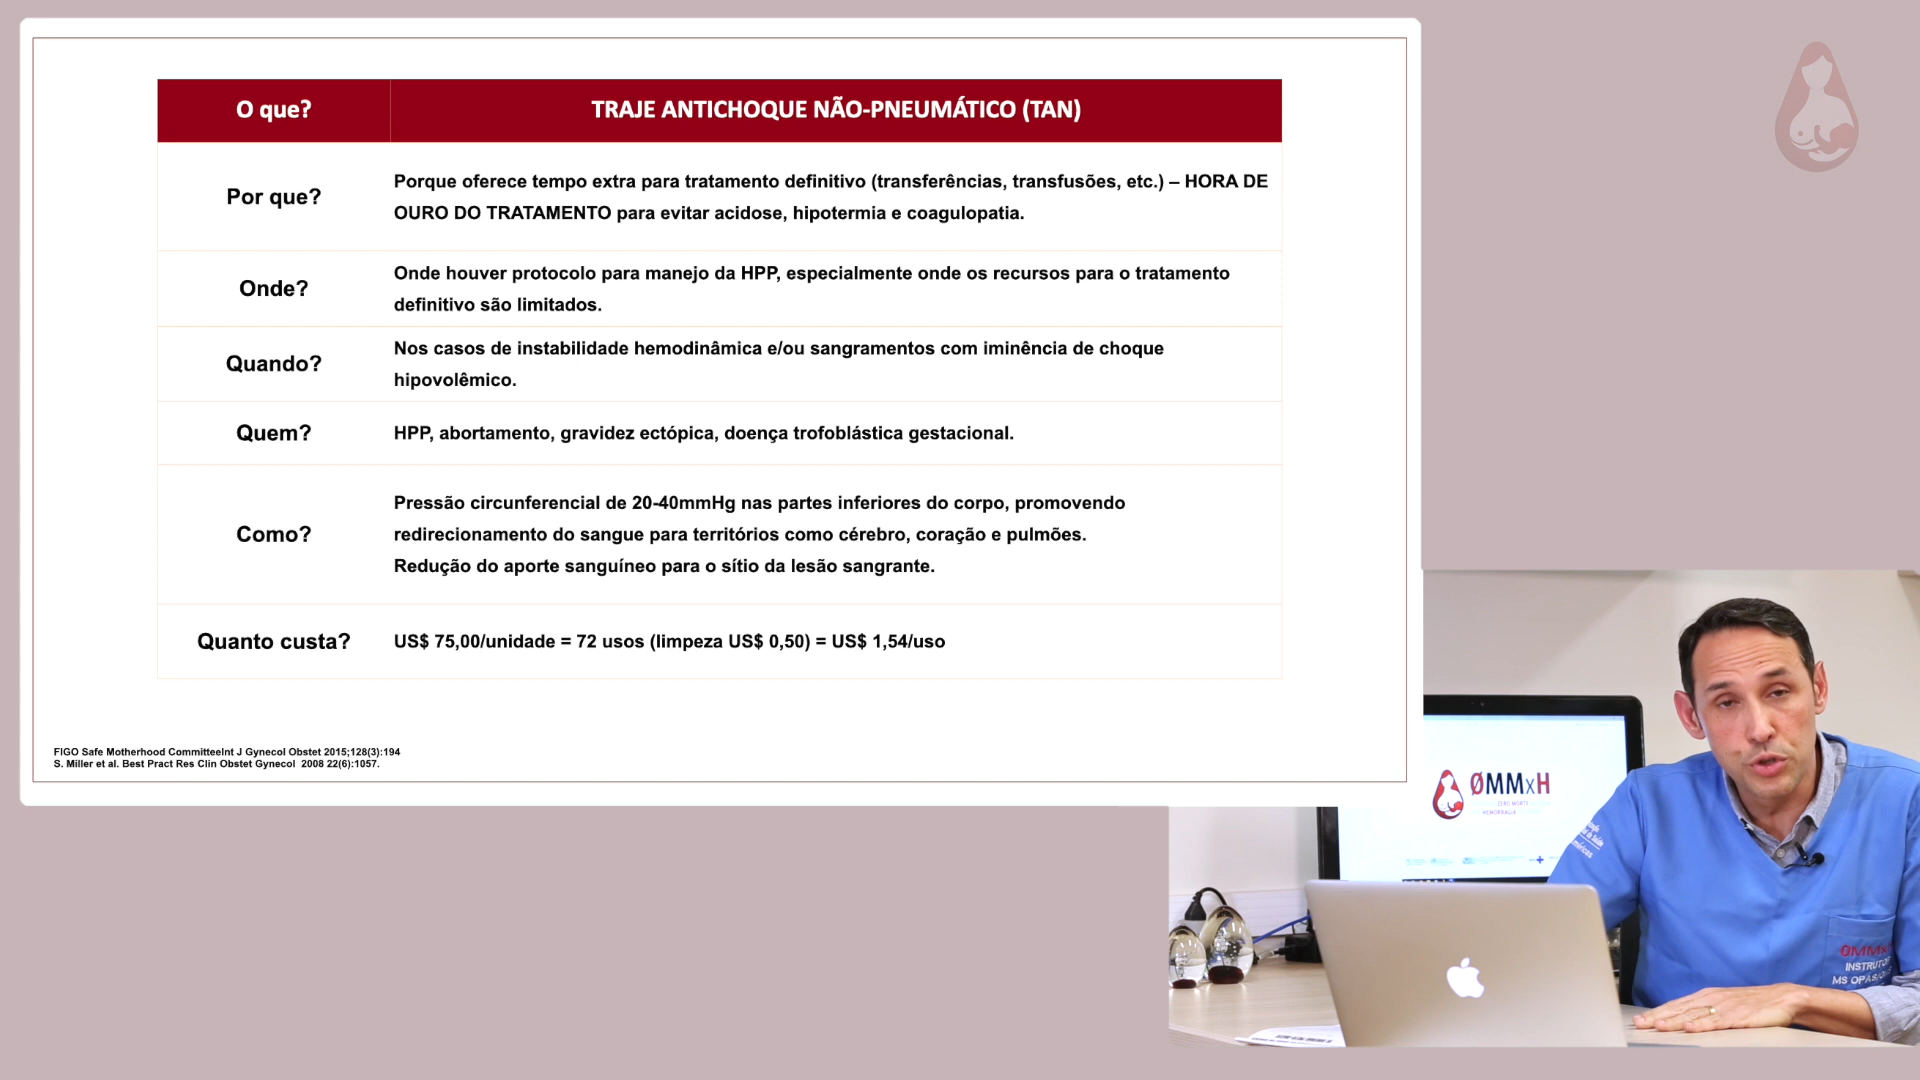 O que?
TRAJE ANTICHOQUE NÃO-PNEUMÁTICO (TAN)
Por que?
Porque oferece tempo extra para tratamento definitivo (transferências, transfusões, etc.) – HORA DE
OURO DO TRATAMENTO para evitar acidose, hipotermia e coagulopatia.
Onde?
Onde houver protocolo para manejo da HPP, especialmente onde os recursos para o tratamento
definitivo são limitados.
Quando?
Nos casos de instabilidade hemodinâmica e/ou sangramentos com iminência de choque
hipovolêmico.
Quem?
HPP, abortamento, gravidez ectópica, doença trofoblástica gestacional.
Como?
Pressão circunferencial de 20-40mmHg nas partes inferiores do corpo, promovendo
redirecionamento do sangue para territórios como cérebro, coração e pulmões.
Redução do aporte sanguíneo para o sítio da lesão sangrante.
Quanto custa?
US$ 75,00/unidade = 72 usos (limpeza US$ 0,50) = US$ 1,54/uso
FIGO Safe Motherhood CommitteeInt J Gynecol Obstet 2015;128(3):194
S. Miller et al. Best Pract Res Clin Obstet Gynecol 2008 22(6):1057.
ØMMxH
ZERO MORTE
HEMORRAGIA
INSTRUTOR
MS OPAS